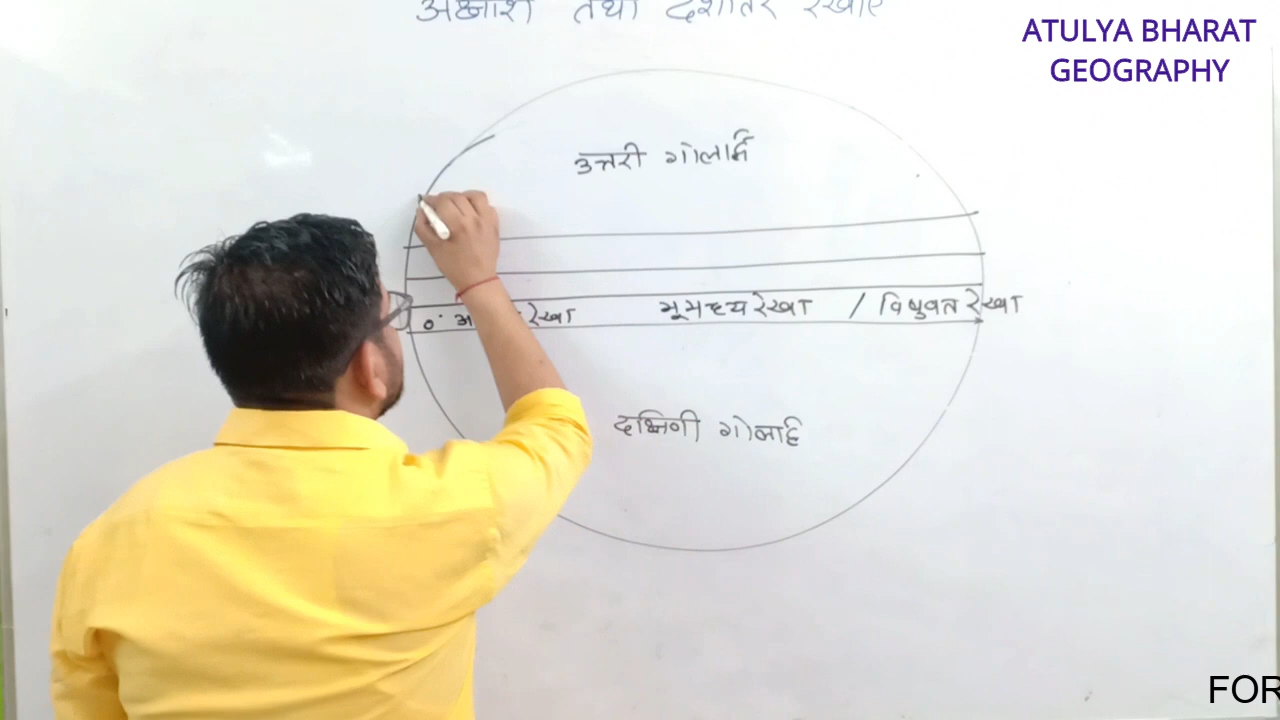 अक्षांश तथा देशांतर रेखाएं
ATULYA BHARAT
GEOGRAPHY
उत्तरी गोलार्द्ध
0° रेखा भूमध्य रेखा / विषुवत रेखा
दक्षिणी गोलार्द्ध
FOR